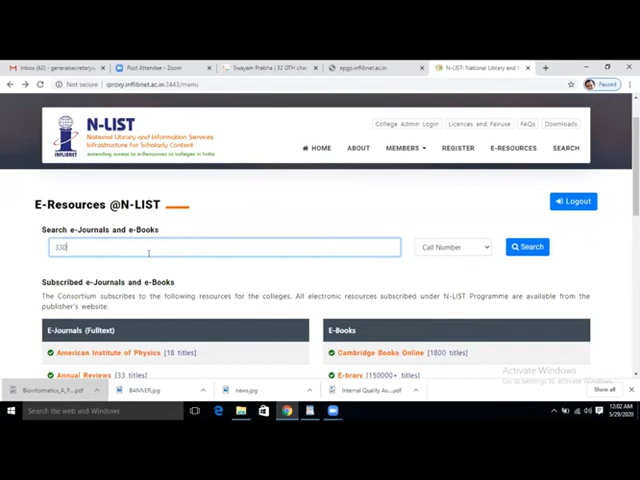 inbox (62) - generalsecretaryiu
Post Attendee - Zoom
Swayam Prabha | 32 DTH cha
epgp.inflibnet.ac.in
N-LIST: National Library and In
Not secure | iproxy.inflibnet.ac.in:2443/menu
Paused
N-LIST
National Library and Information Services
Infrastructure for Scholarly Content
extending access to e-Resources to colleges in India
INFLIBNET
College Admin Login
Licences and Fairuse
FAQs
Downloads
HOME
ABOUT
MEMBERS
REGISTER
E-RESOURCES
SEARCH
E-Resources @N-LIST
Logout
Search e-Journals and e-Books
330
Call Number
Search
Subscribed e-Journals and e-Books
The Consortium subscribes to the following resources for the colleges. All electronic resources subscribed under N-LIST Programme are available from the
publisher's website.
E-Journals (Fulltext)
E-Books
American Institute of Physics [18 titles]
Cambridge Books Online [1800 titles]
Annual Reviews [33 titles]
E-brary [150000+ titles]
Activate Windows
Go to Settings to activate Windows.
Bioinformatics_A_P....pdf
BANNER.jpg
news.jpg
Internal Quality As....pdf
Show all
Search the web and Windows
12:02 AM
5/29/2020